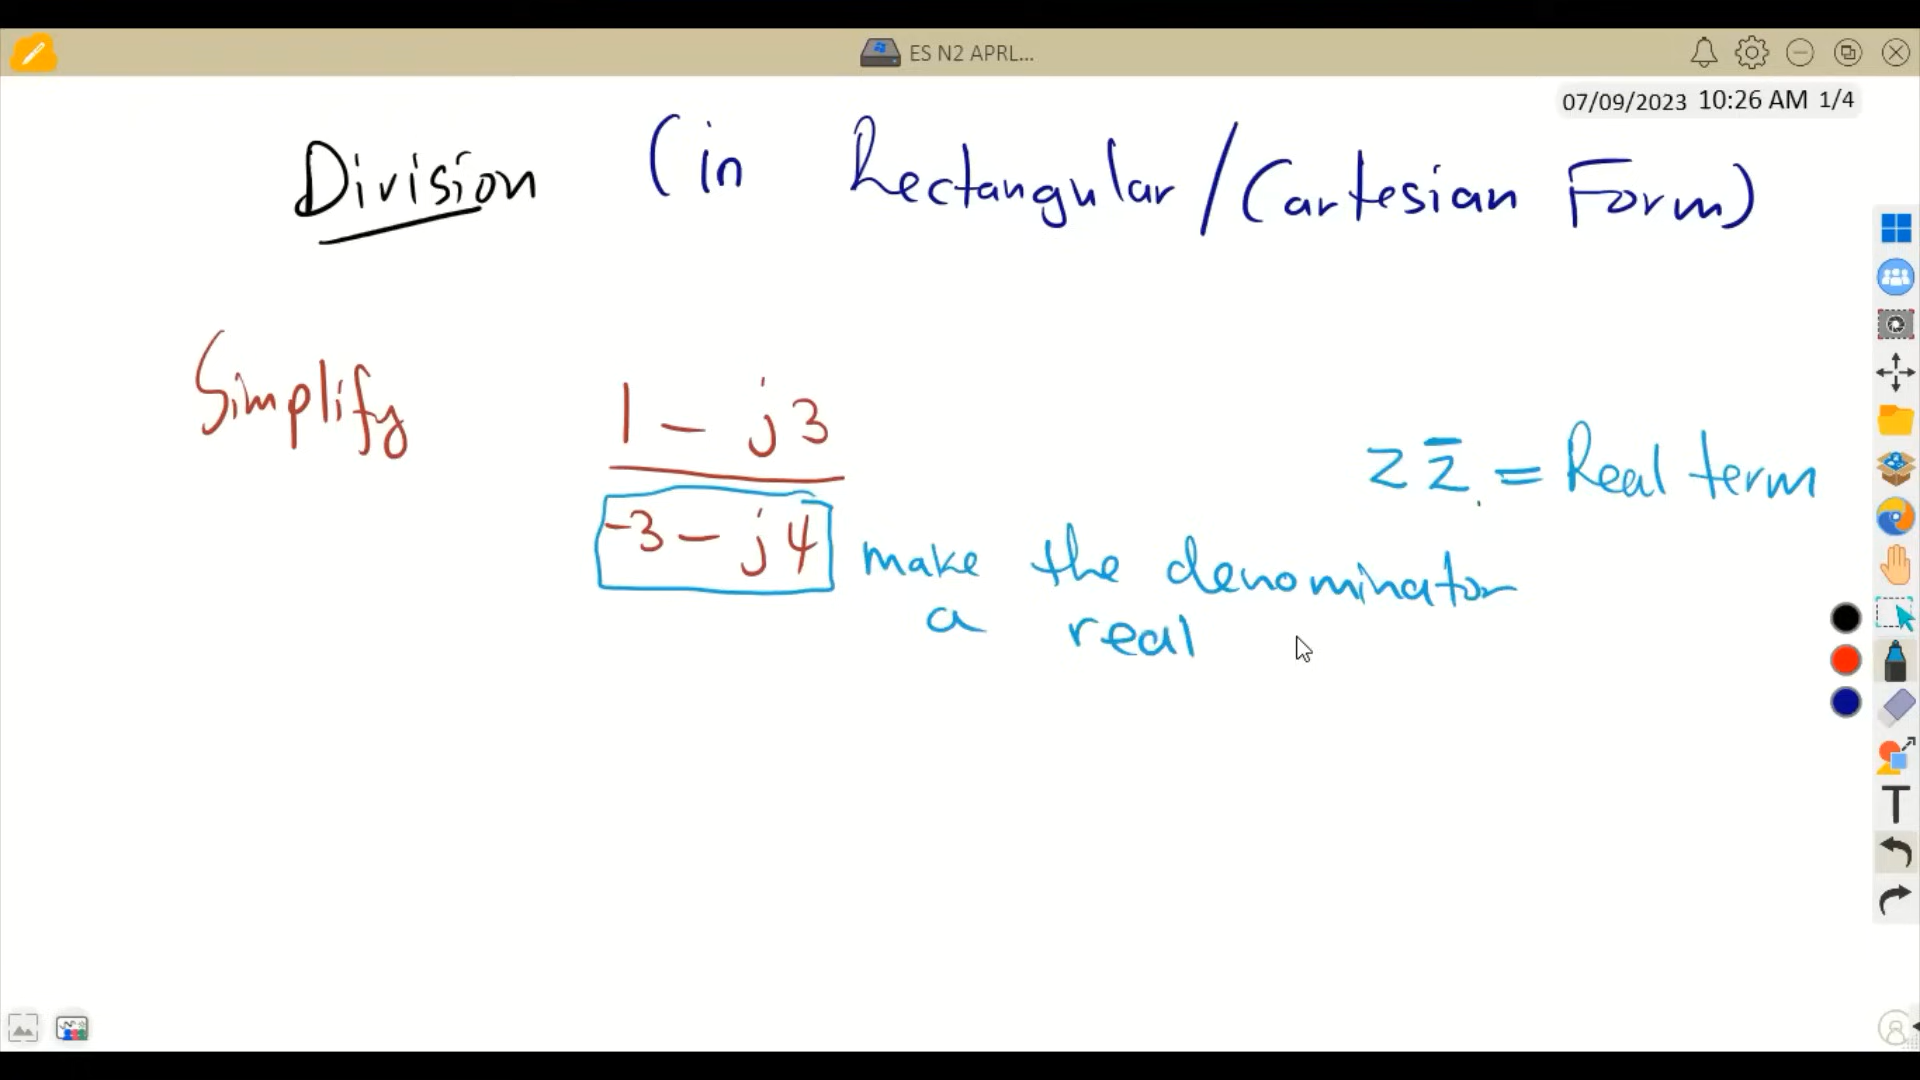 ES N2 APRL...
07/09/2023 10:26 AM 1/4
Division (in Rectangular/Cartesian Form)
Simplify
1 - j3
-3 - j4
z z̄ = Real term
make the denominator
a real
T